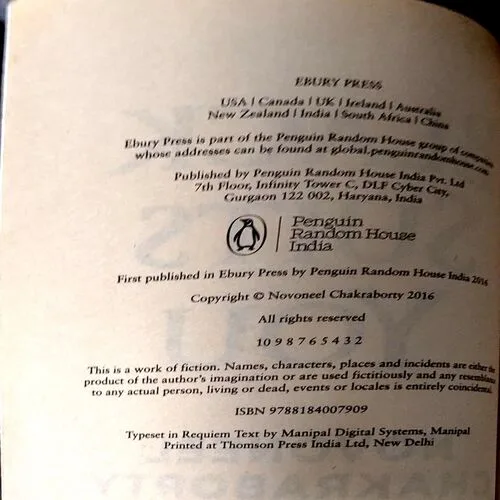 EBURY PRESS
USA | Canada | UK | Ireland | Australia
New Zealand | India | South Africa | China
Ebury Press is part of the Penguin Random House group of companies
whose addresses can be found at global.penguinrandomhouse.com
Published by Penguin Random House India Pvt. Ltd
7th Floor, Infinity Tower C, DLF Cyber City,
Gurgaon 122 002, Haryana, India
Penguin
Random House
India
First published in Ebury Press by Penguin Random House India 2016
Copyright © Novoneel Chakraborty 2016
All rights reserved
10 9 8 7 6 5 4 3 2
This is a work of fiction. Names, characters, places and incidents are either the
product of the author's imagination or are used fictitiously and any resemblance
to any actual person, living or dead, events or locales is entirely coincidental.
ISBN 9788184007909
Typeset in Requiem Text by Manipal Digital Systems, Manipal
Printed at Thomson Press India Ltd, New Delhi